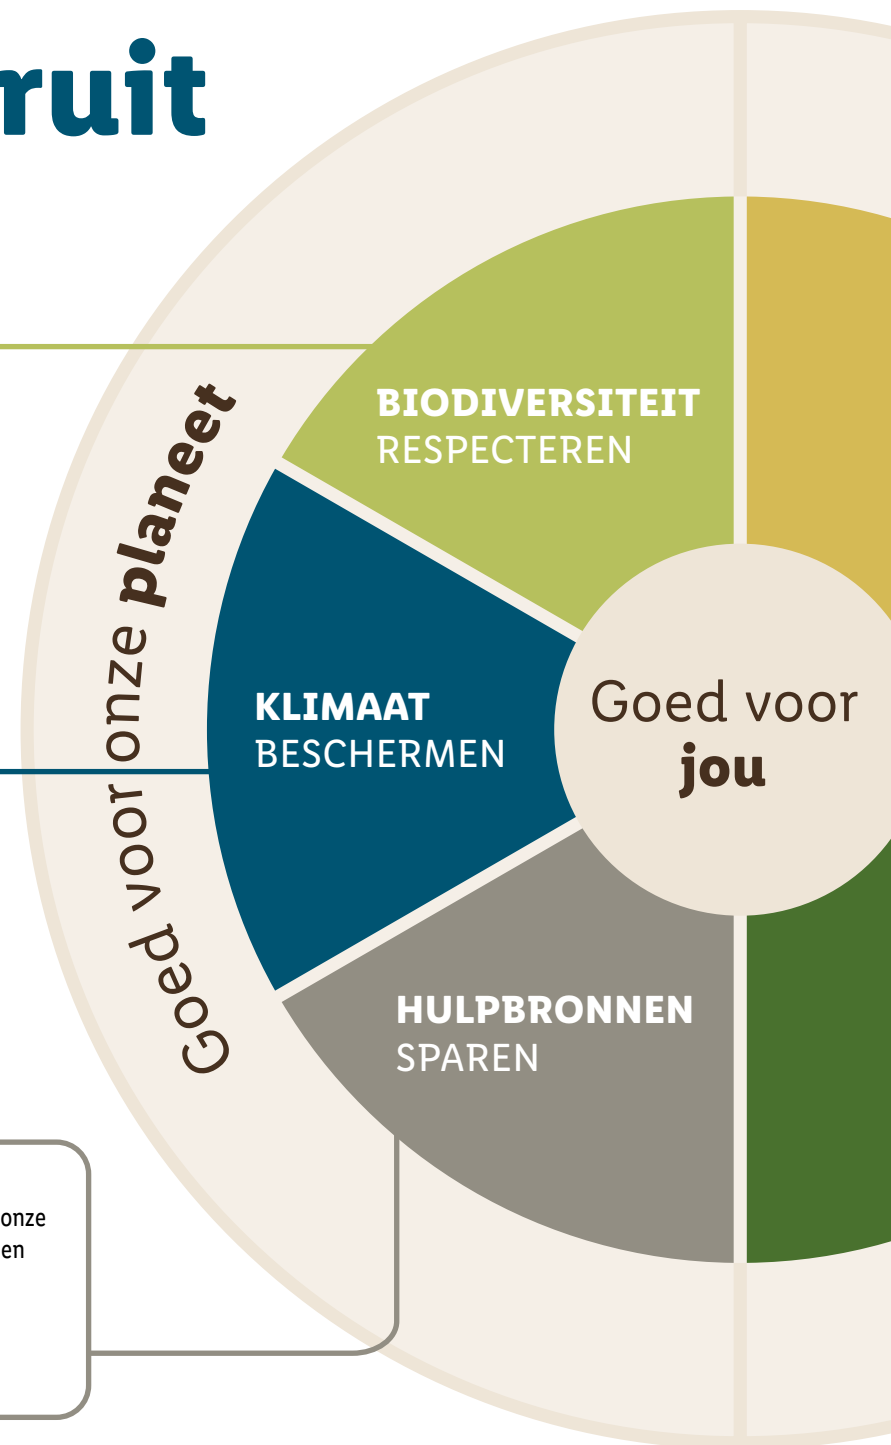 ruit
BIODIVERSITEIT
RESPECTEREN
Goed voor onze planeet
KLIMAAT
BESCHERMEN
Goed voor
jou
HULPBRONNEN
SPAREN
onze
en